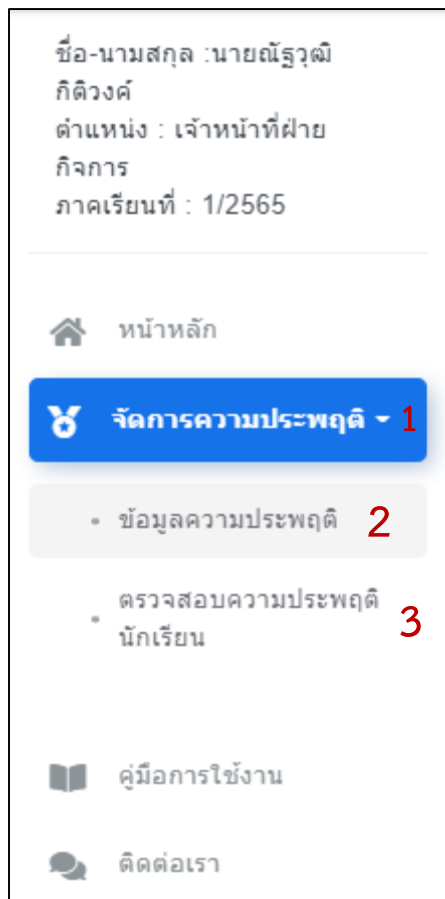 ชื่อ-นามสกุล :นายณัฐวุฒิ
กิติวงค์
ตำแหน่ง : เจ้าหน้าที่ฝ่าย
กิจการ
ภาคเรียนที่ : 1/2565
หน้าหลัก
จัดการความประพฤติ 1
ข้อมูลความประพฤติ 2
ตรวจสอบความประพฤติ
นักเรียน 3
คู่มือการใช้งาน
ติดต่อเรา